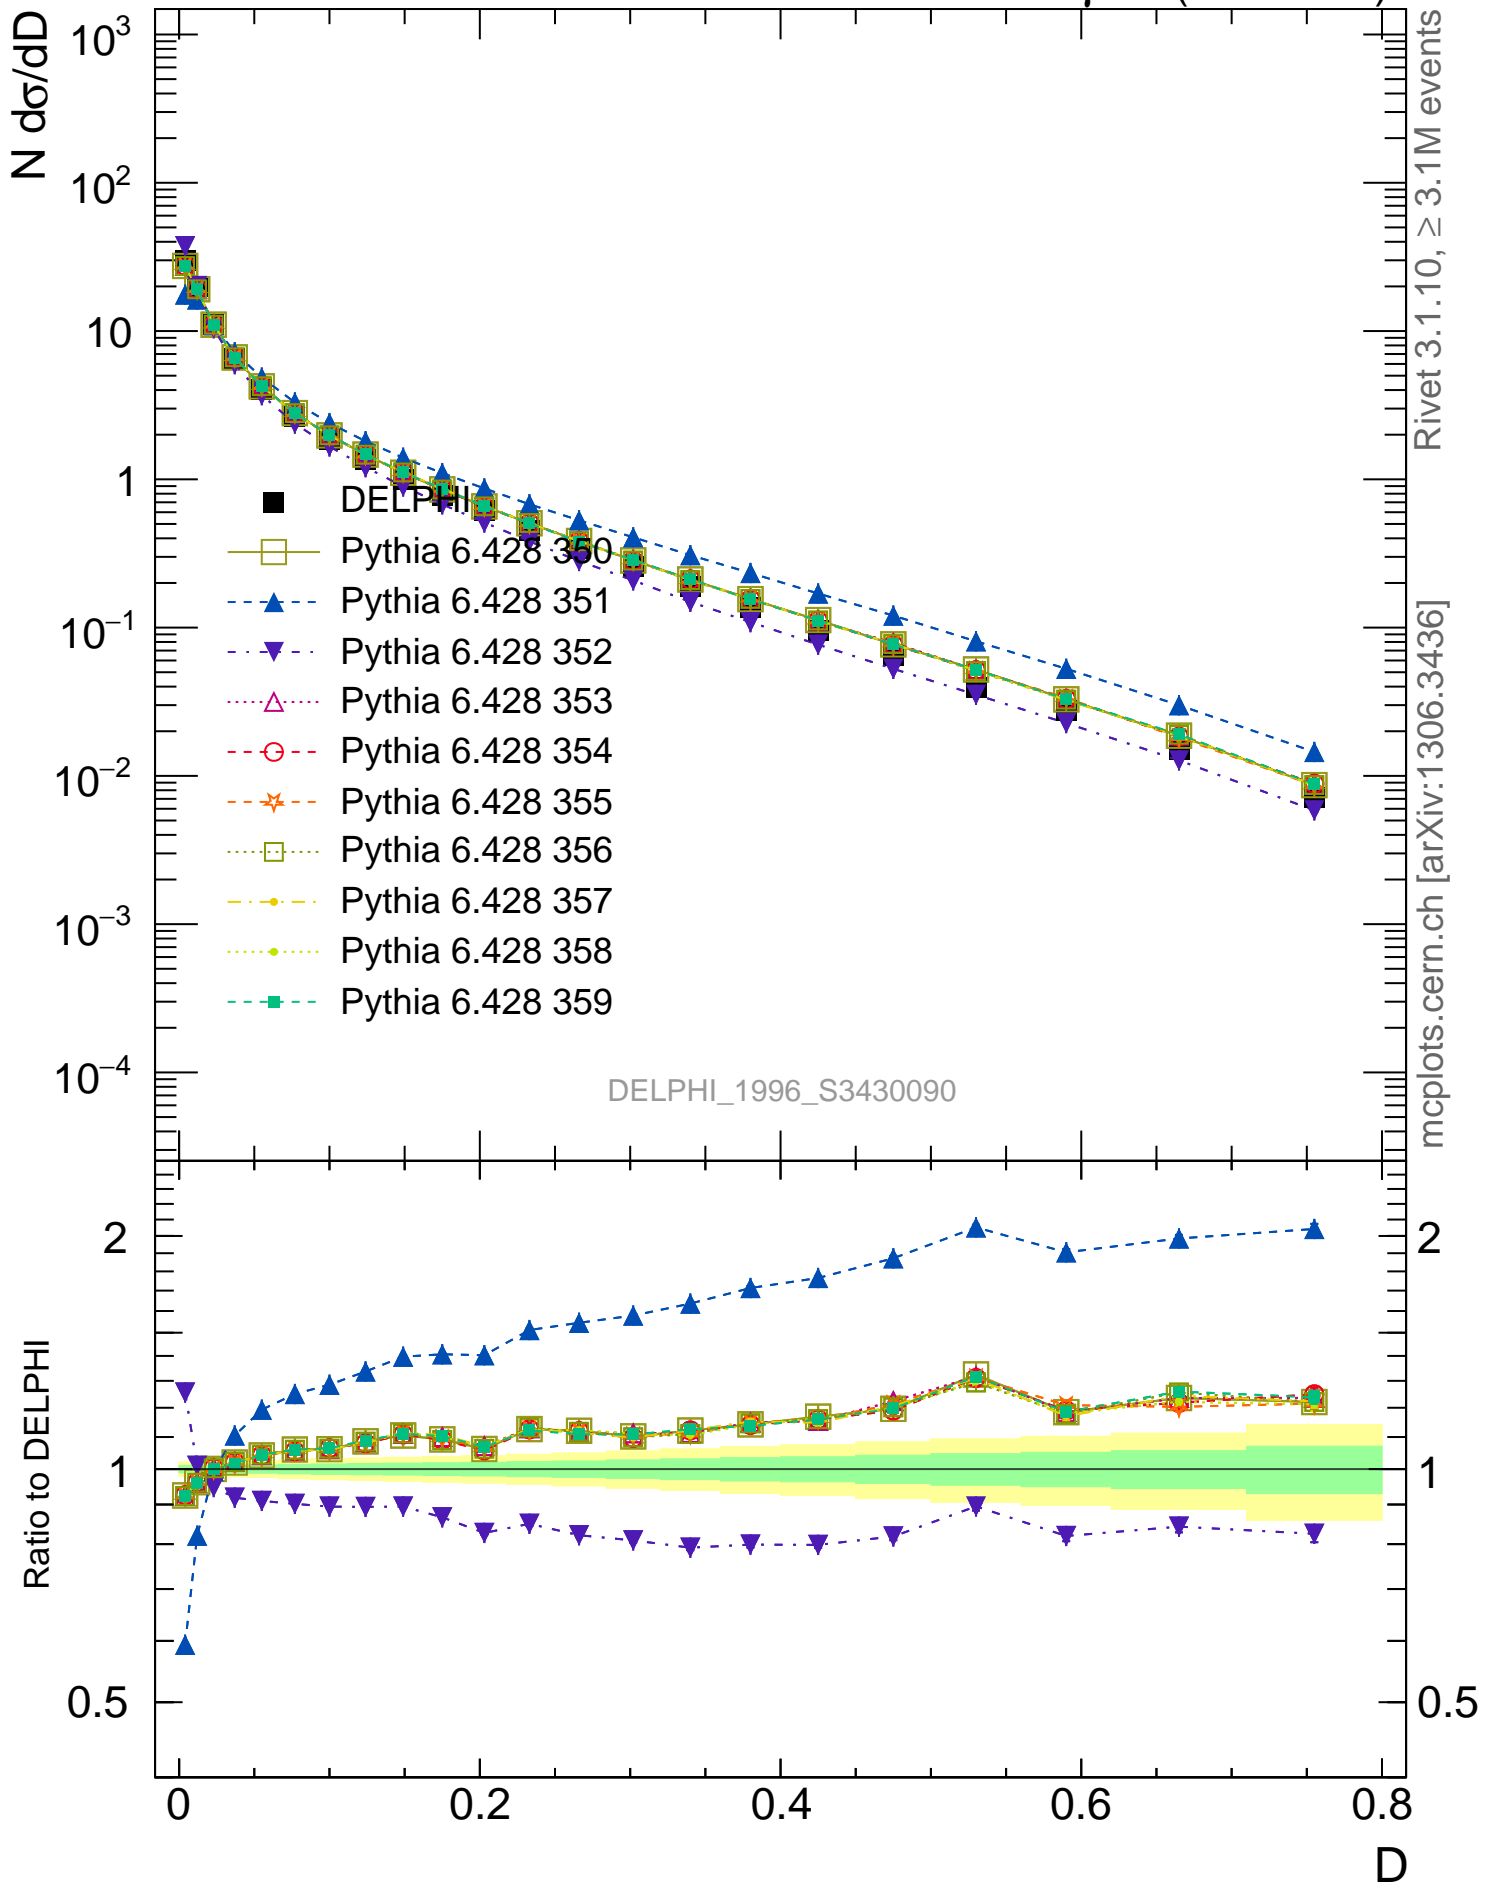 N dσ/dD
10³
10²
10
1
10⁻¹
10⁻²
10⁻³
10⁻⁴
DELPHI
Pythia 6.428 350
Pythia 6.428 351
Pythia 6.428 352
Pythia 6.428 353
Pythia 6.428 354
Pythia 6.428 355
Pythia 6.428 356
Pythia 6.428 357
Pythia 6.428 358
Pythia 6.428 359
DELPHI_1996_S3430090
Rivet 3.1.10, ≥ 3.1M events
mcplots.cern.ch [arXiv:1306.3436]
Ratio to DELPHI
2
1
0.5
2
1
0.5
0 0.2 0.4 0.6 0.8
D